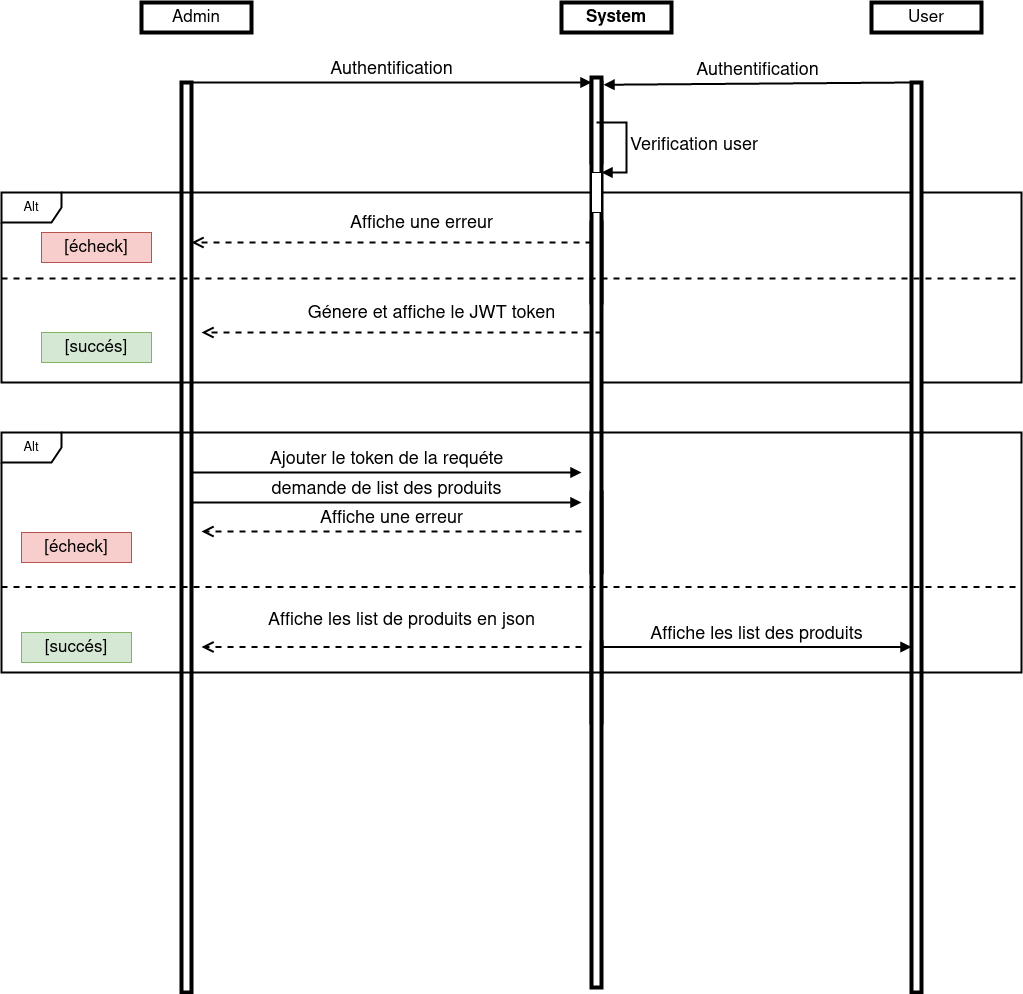 Admin
System
User
Authentification
Authentification
Verification user
Alt
Affiche une erreur
[écheck]
Génere et affiche le JWT token
[succés]
Alt
Ajouter le token de la requéte
demande de list des produits
Affiche une erreur
[écheck]
Affiche les list de produits en json
Affiche les list des produits
[succés]